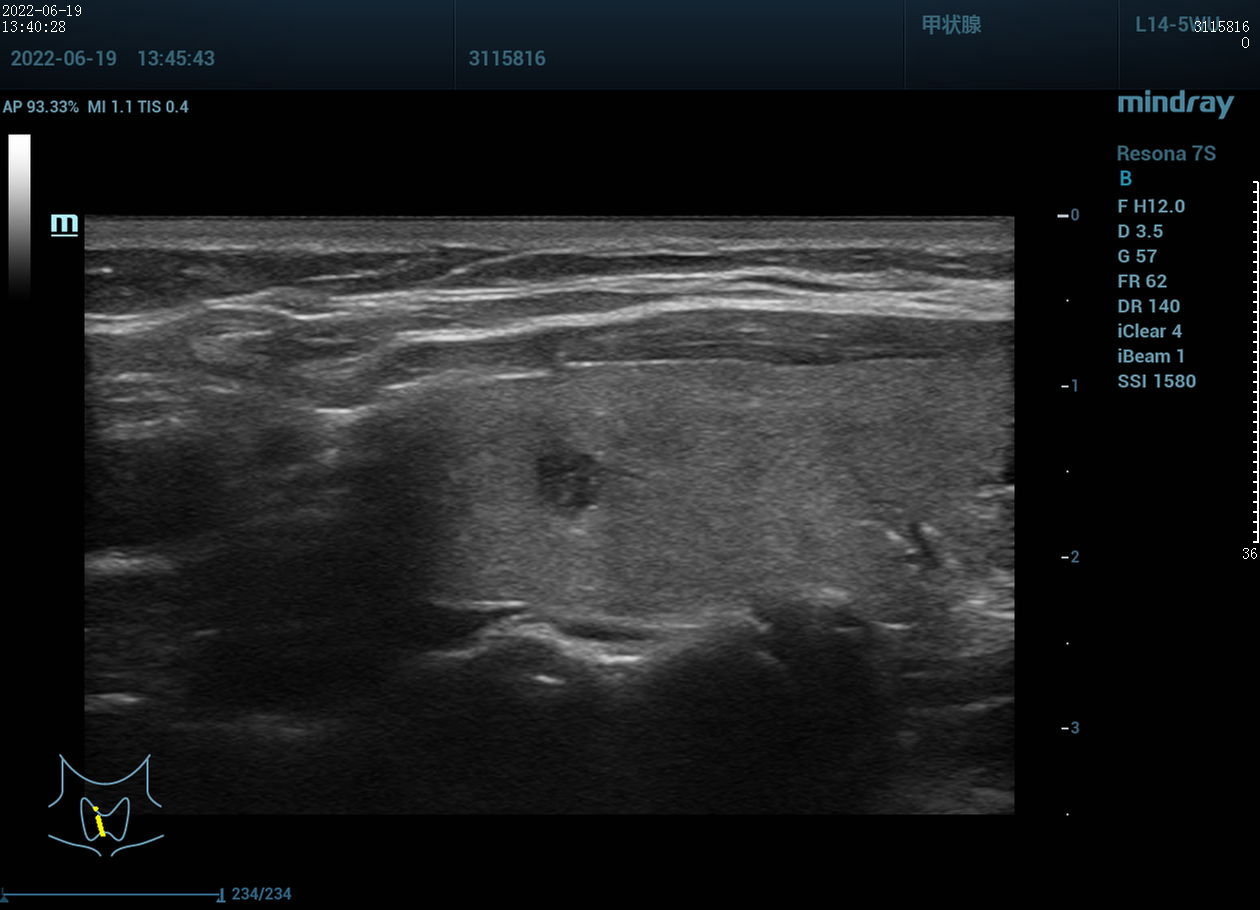 2022-06-19
13:40:28
甲状腺
L14-5WU
3115816
0
2022-06-19 13:45:43
3115816
AP 93.33% MI 1.1 TIS 0.4
mindray
Resona 7S
B
m
F H12.0
D 3.5
G 57
FR 62
DR 140
iClear 4
iBeam 1
SSI 1580
0
1
2
3
36
234/234